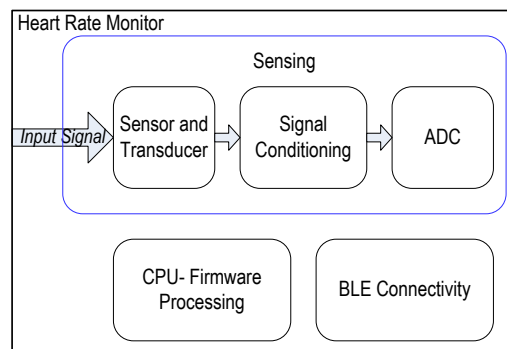 Heart Rate Monitor
Sensing
Input Signal
Sensor and
Transducer
Signal
Conditioning
ADC
CPU- Firmware
Processing
BLE Connectivity